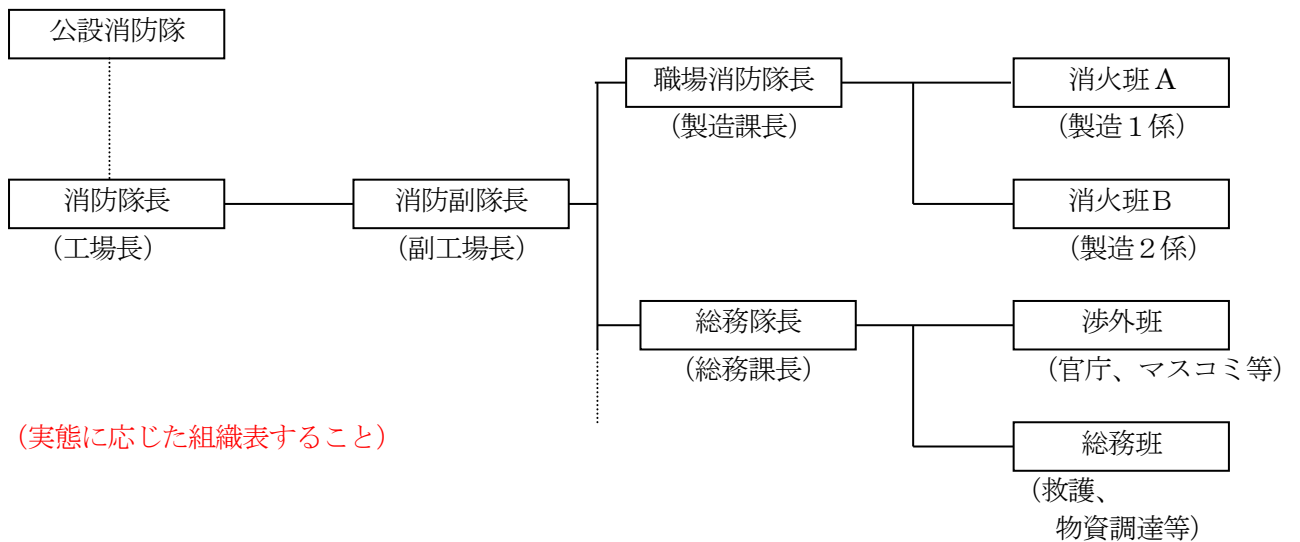 公設消防隊
職場消防隊長
(製造課長)
消火班A
(製造1係)
消防隊長
(工場長)
消防副隊長
(副工場長)
消火班B
(製造2係)
総務隊長
(総務課長)
渉外班
(官庁、マスコミ等)
(実態に応じた組織表すること)
総務班
(救護、
物資調達等)